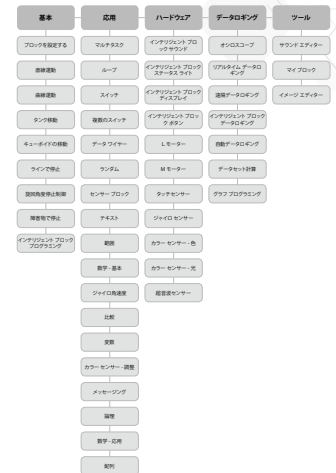 基本
応用
ハードウェア
データロギング
ツール
ブロックを設定する
直線運動
曲線運動
タンク移動
キューボイドの移動
ラインで停止
旋回角度停止制御
障害物で停止
インテリジェント ブロック
プログラミング
マルチタスク
ループ
スイッチ
複数のスイッチ
データ ワイヤー
ランダム
センサー ブロック
テキスト
範囲
数学 - 基本
ジャイロ角速度
比較
変数
カラー センサー - 調整
メッセージング
論理
数学 - 応用
配列
インテリジェント ブロ
ック サウンド
インテリジェント ブロック
ステータス ライト
インテリジェント ブロック
ディスプレイ
インテリジェント ブロッ
ク ボタン
L モーター
M モーター
タッチセンサー
ジャイロ センサー
カラー センサー - 色
カラー センサー - 光
超音波センサー
オシロスコープ
リアルタイム データロ
ギング
遠隔データロギング
インテリジェント ブロック
データロギング
自動データロギング
データセット計算
グラフ プログラミング
サウンド エディター
マイ ブロック
イメージ エディター